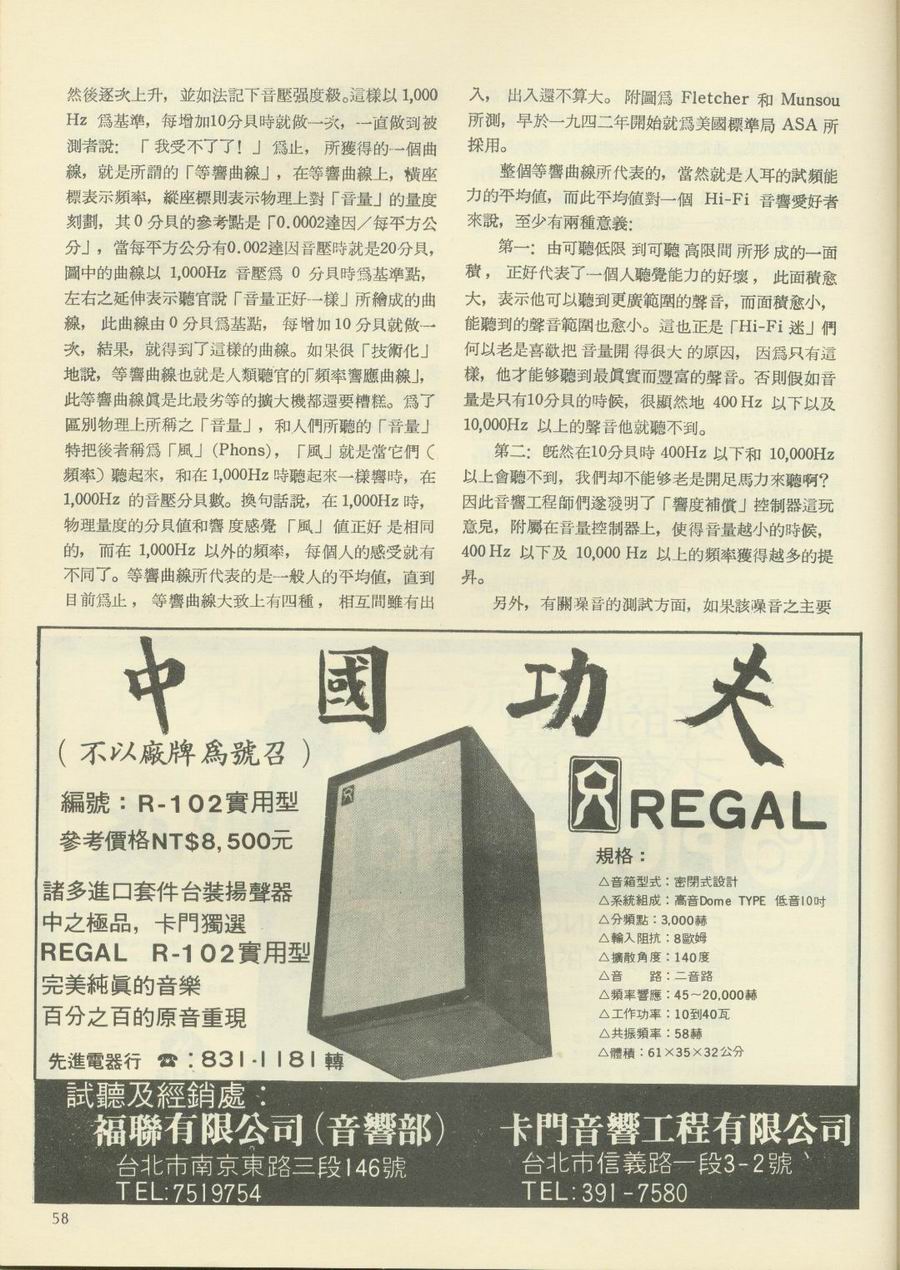 然後逐次上升，並如法記下音壓强度級。這樣以 1,000
Hz 爲基準，每增加10分貝時就做一次，一直做到被
測者說：「我受不了了！」爲止，所獲得的一個曲
線，就是所謂的「等響曲線」，在等響曲線上，橫座
標表示頻率，縱座標則表示物理上對「音量」的量度
刻劃，其 0 分貝的參考點是「0.0002達因／每平方公
分」，當每平方公分有0.002達因音壓時就是20分貝，
圖中的曲線以 1,000Hz 音壓爲 0 分貝時爲基準點，
左右之延伸表示聽官說「音量正好一樣」所繪成的曲
線，此曲線由 0 分貝爲基點，每增加 10 分貝就做一
次，結果，就得到了這樣的曲線。如果很「技術化」
地說，等響曲線也就是人類聽官的「頻率響應曲線」，
此等響曲線眞是比最劣等的擴大機都還要糟糕。爲了
區別物理上所稱之「音量」，和人們所聽的「音量」
特把後者稱爲「風」(Phons)，「風」就是當它們（
頻率）聽起來，和在 1,000Hz 時聽起來一樣響時，在
1,000Hz 的音壓分貝數。換句話說，在 1,000Hz 時，
物理量度的分貝值和響度感覺「風」值正好是相同
的，而在 1,000Hz 以外的頻率，每個人的感受就有
不同了。等響曲線所代表的是一般人的平均值，直到
目前爲止，等響曲線大致上有四種，相互間雖有出
入，出入還不算大。附圖爲 Fletcher 和 Munsou
所測，早於一九四二年開始就爲美國標準局 ASA 所
採用。
整個等響曲線所代表的，當然就是人耳的試頻能
力的平均值，而此平均值對一個 Hi-Fi 音響愛好者
來說，至少有兩種意義：
第一：由可聽低限到可聽高限間所形成的一面
積，正好代表了一個人聽覺能力的好壞，此面積愈
大，表示他可以聽到更廣範圍的聲音，而面積愈小，
能聽到的聲音範圍也愈小。這也正是「Hi-Fi 迷」們
何以老是喜歡把音量開得很大的原因，因爲只有這
樣，他才能够聽到最眞實而豐富的聲音。否則假如音
量是只有10分貝的時候，很顯然地 400 Hz 以下以及
10,000Hz 以上的聲音他就聽不到。
第二：旣然在10分貝時 400Hz 以下和 10,000Hz
以上會聽不到，我們却不能够老是開足馬力來聽啊？
因此音響工程師們遂發明了「響度補償」控制器這玩
意兒，附屬在音量控制器上，使得音量越小的時候，
400 Hz 以下及 10,000 Hz 以上的頻率獲得越多的提
昇。
另外，有關噪音的測試方面，如果該噪音之主要
中國功夫
（不以廠牌爲號召）
編號：R-102實用型
參考價格NT$8,500元
諸多進口套件台裝揚聲器
中之極品，卡門獨選
REGAL R-102實用型
完美純眞的音樂
百分之百的原音重現
先進電器行 ☎：831-1181轉
REGAL
規格：
△音箱型式：密閉式設計
△系統組成：高音Dome TYPE 低音10吋
△分頻點：3,000赫
△輸入阻抗：8歐姆
△擴散角度：140度
△音　路：二音路
△頻率響應：45～20,000赫
△工作功率：10到40瓦
△共振頻率：58赫
△體積：61×35×32公分
試聽及經銷處：
福聯有限公司(音響部)
台北市南京東路三段146號
TEL:7519754
卡門音響工程有限公司
台北市信義路一段3-2號
TEL:391-7580
58